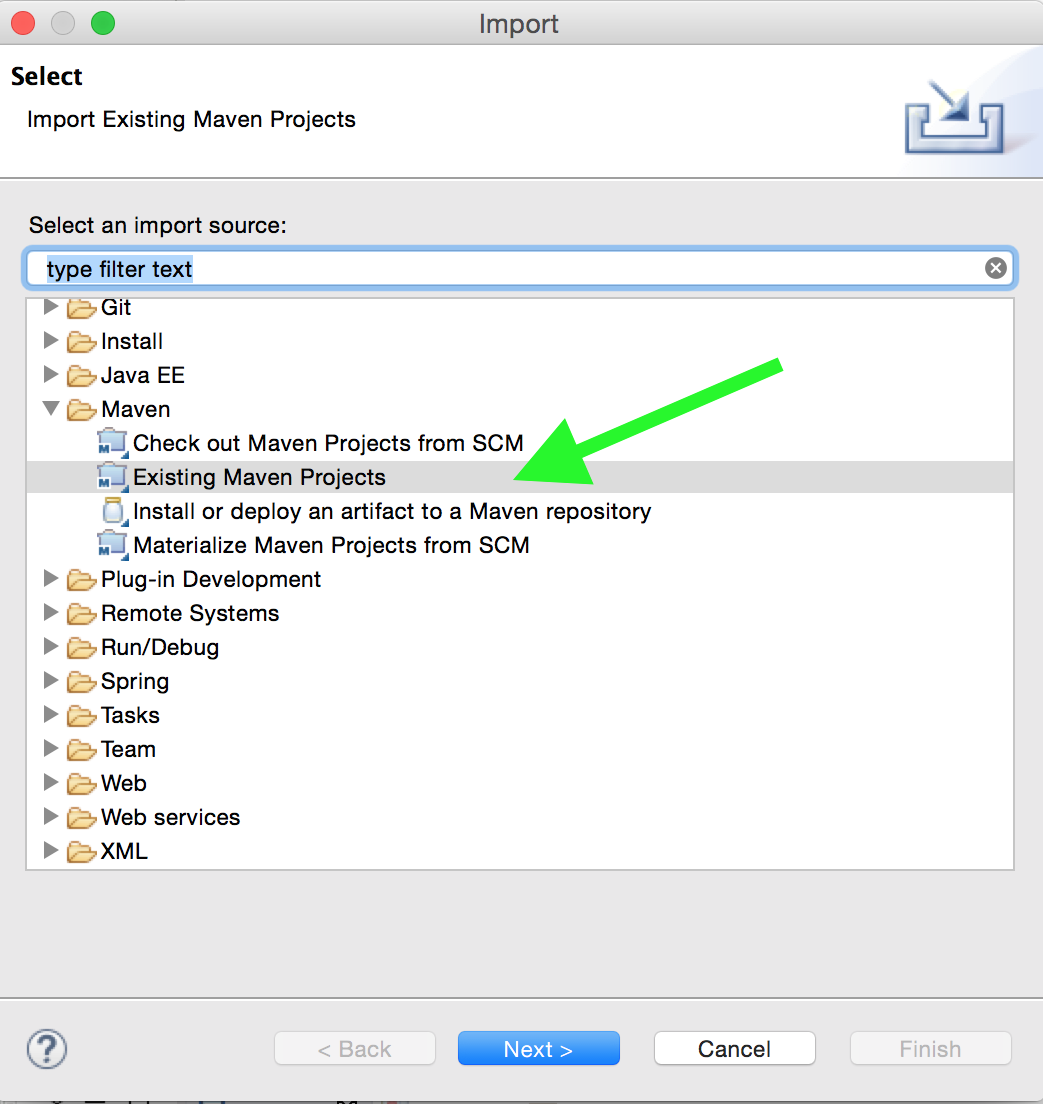 Import
Select
Import Existing Maven Projects
Select an import source:
type filter text
Git
Install
Java EE
Maven
Check out Maven Projects from SCM
Existing Maven Projects
Install or deploy an artifact to a Maven repository
Materialize Maven Projects from SCM
Plug-in Development
Remote Systems
Run/Debug
Spring
Tasks
Team
Web
Web services
XML
? < Back Next > Cancel Finish